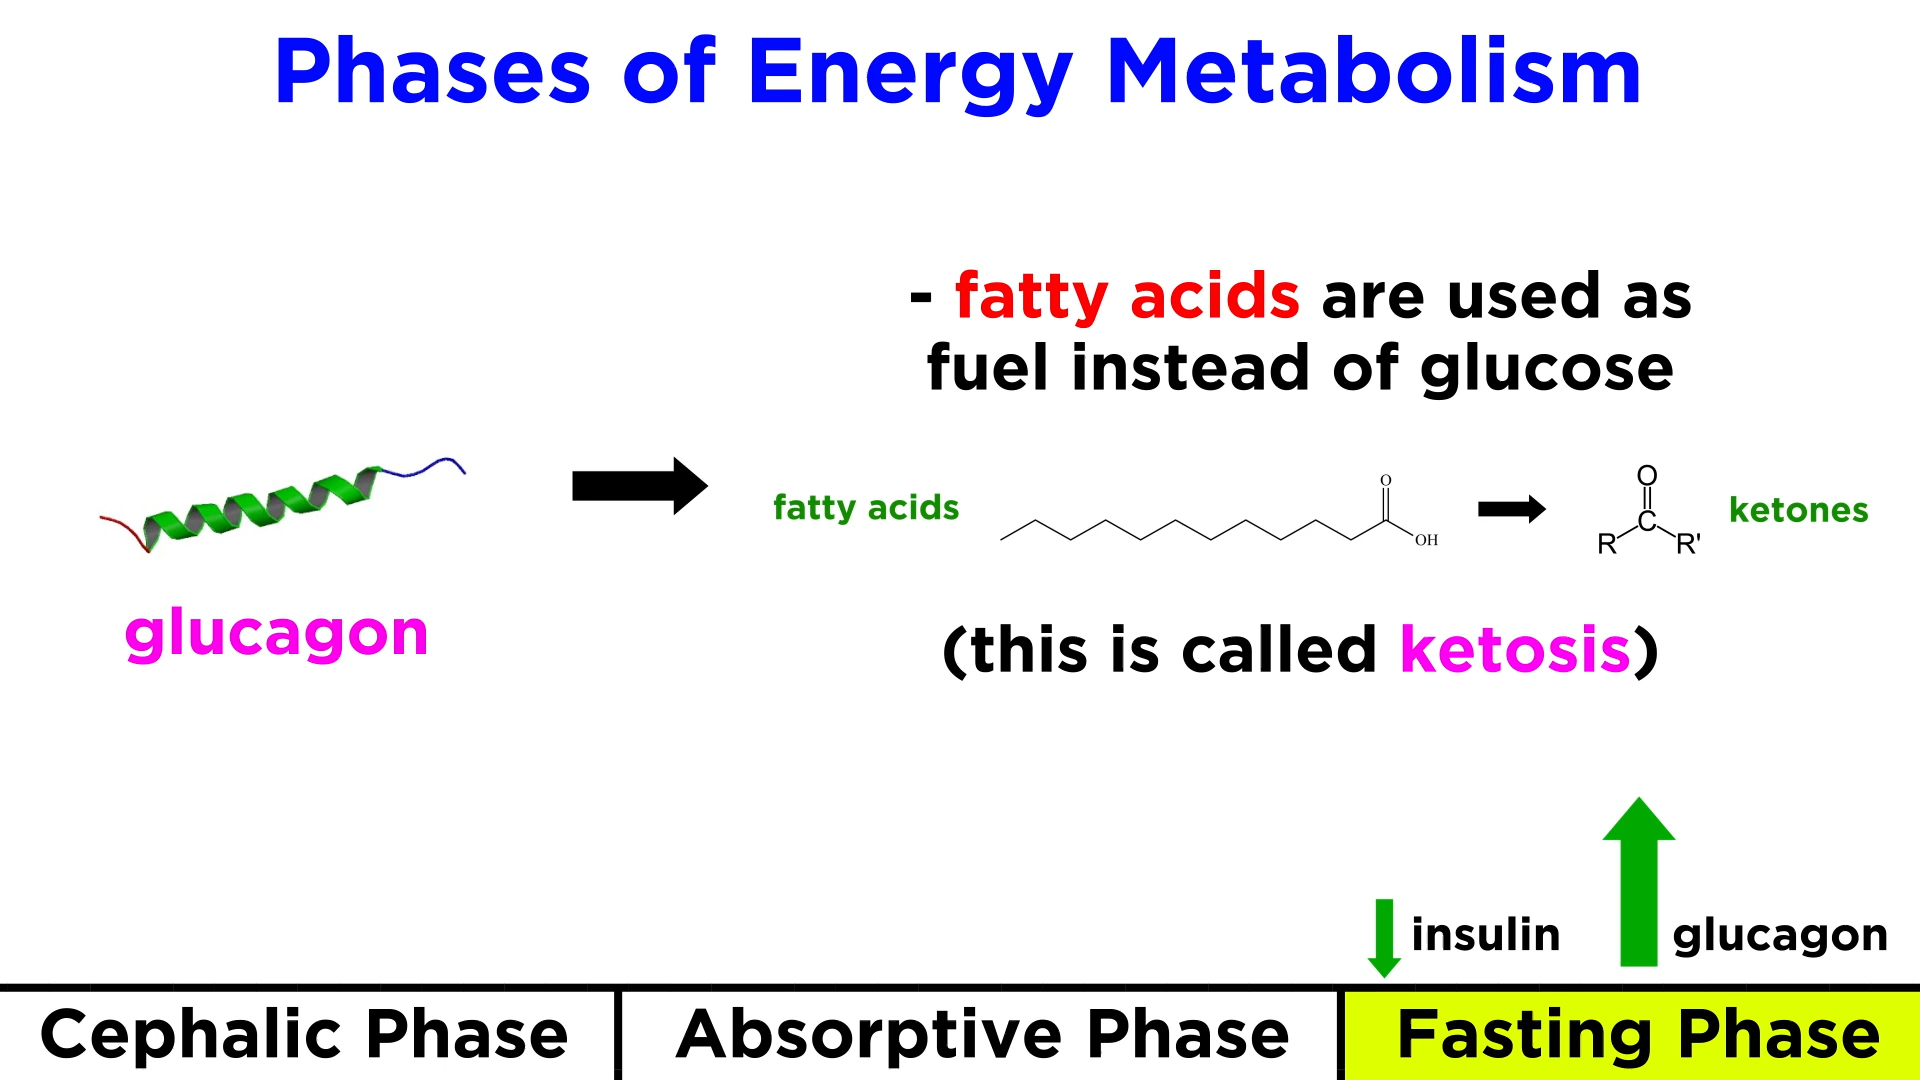 Phases of Energy Metabolism
- fatty acids are used as
fuel instead of glucose
fatty acids
O
OH
O
C
R
R'
ketones
glucagon
(this is called ketosis)
insulin
glucagon
Cephalic Phase
Absorptive Phase
Fasting Phase